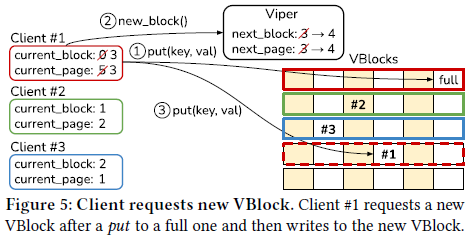 Client #1
current_block: 0 3
current_page: 5 3
② new_block()
Viper
next_block: 3 → 4
next_page: 3 → 4
① put(key, val)
VBlocks
full
Client #2
current_block: 1
current_page: 2
#2
③ put(key, val)
#3
Client #3
current_block: 2
current_page: 1
#1
Figure 5: Client requests new VBlock. Client #1 requests a new
VBlock after a put to a full one and then writes to the new VBlock.